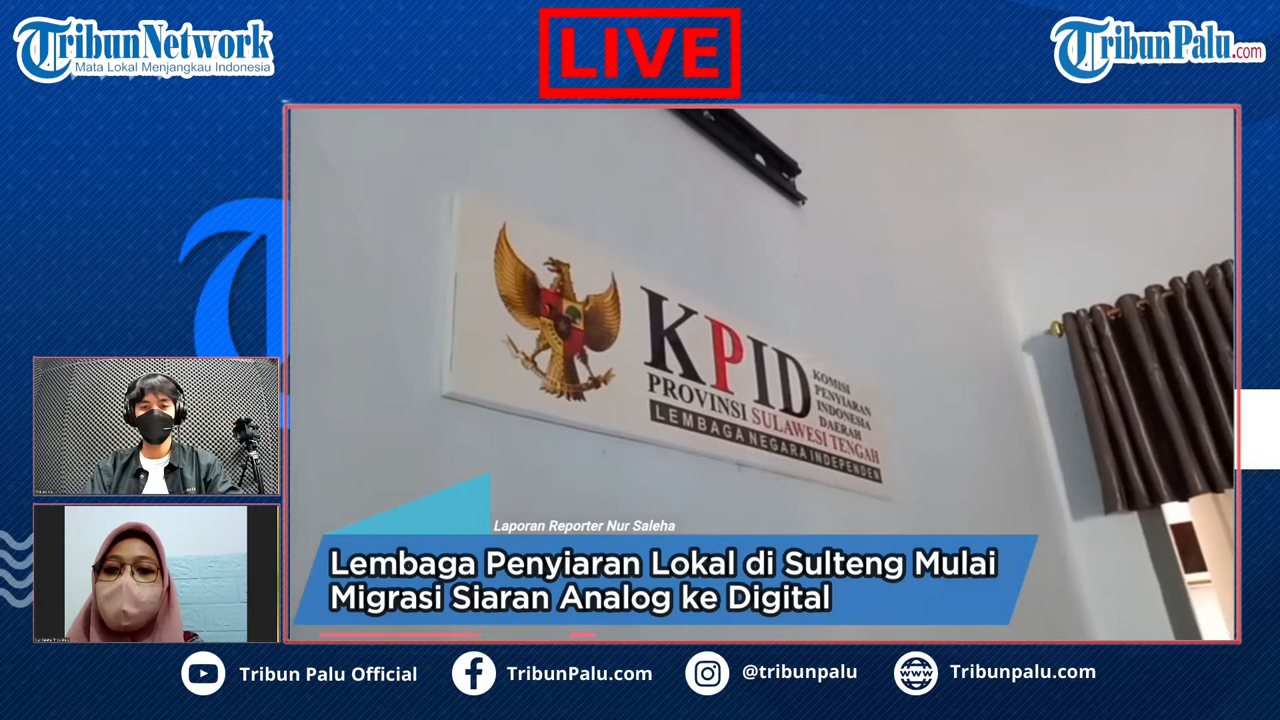 TribunNetwork
Mata Lokal Menjangkau Indonesia
LIVE
TribunPalu.com
KPID
KOMISI
PENYIARAN
INDONESIA
DAERAH
PROVINSI SULAWESI TENGAH
LEMBAGA NEGARA INDEPENDEN
Laporan Reporter Nur Saleha
Lembaga Penyiaran Lokal di Sulteng Mulai
Migrasi Siaran Analog ke Digital
Tribun Palu Official
TribunPalu.com
@tribunpalu
www
Tribunpalu.com